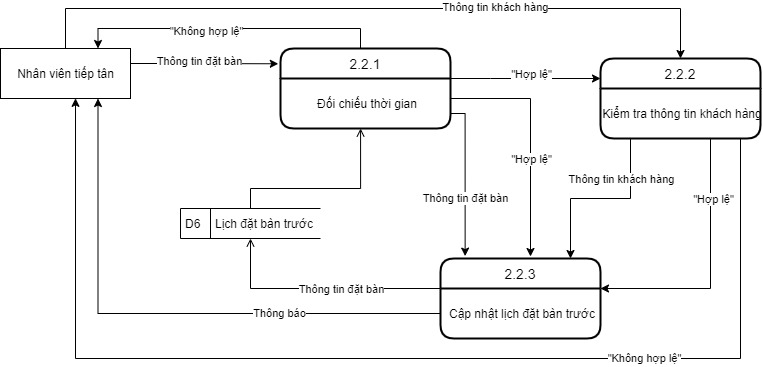 Thông tin khách hàng
"Không hợp lệ"
Nhân viên tiếp tân
Thông tin đặt bàn
2.2.1
Đối chiếu thời gian
"Hợp lệ"
2.2.2
Kiểm tra thông tin khách hàng
"Hợp lệ"
Thông tin khách hàng
Thông tin đặt bàn
"Hợp lệ"
D6
Lịch đặt bàn trước
2.2.3
Cập nhật lịch đặt bàn trước
Thông tin đặt bàn
Thông báo
"Không hợp lệ"